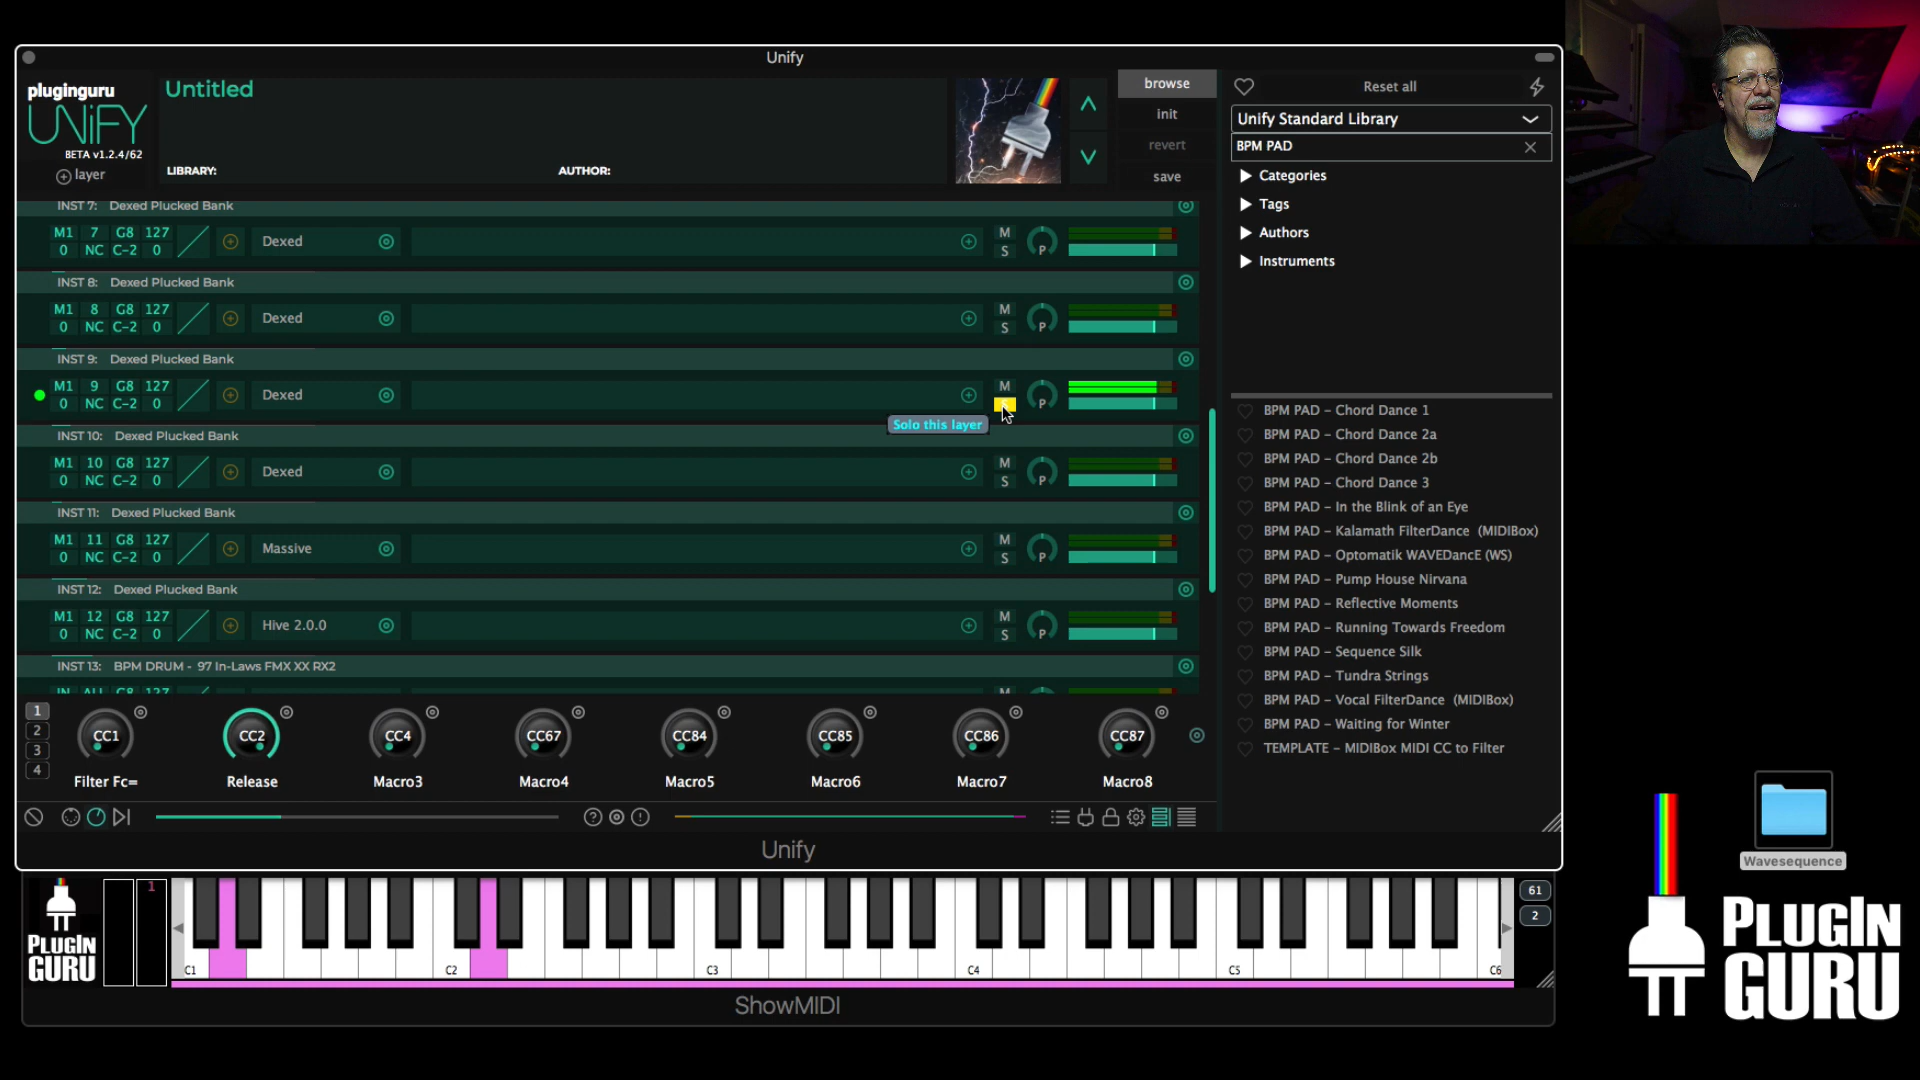 Unify
pluginguru
UNiFY
BETA v1.2.4/62
layer
Untitled
LIBRARY:
AUTHOR:
browse
init
revert
save
Reset all
Unify Standard Library
BPM PAD
Categories
Tags
Authors
Instruments
INST 7: Dexed Plucked Bank
M1 7 G8 127
0 NC C-2 0
Dexed
M
S
P
INST 8: Dexed Plucked Bank
M1 8 G8 127
0 NC C-2 0
Dexed
M
S
P
INST 9: Dexed Plucked Bank
M1 9 G8 127
0 NC C-2 0
Dexed
M
P
Solo this layer
INST 10: Dexed Plucked Bank
M1 10 G8 127
0 NC C-2 0
Dexed
M
S
P
INST 11: Dexed Plucked Bank
M1 11 G8 127
0 NC C-2 0
Massive
M
S
P
INST 12: Dexed Plucked Bank
M1 12 G8 127
0 NC C-2 0
Hive 2.0.0
M
S
P
INST 13: BPM DRUM - 97 In-Laws FMX XX RX2
IN ALL G8 127
M
BPM PAD - Chord Dance 1
BPM PAD - Chord Dance 2a
BPM PAD - Chord Dance 2b
BPM PAD - Chord Dance 3
BPM PAD - In the Blink of an Eye
BPM PAD - Kalamath FilterDance (MIDIBox)
BPM PAD - Optomatik WAVEDancE (WS)
BPM PAD - Pump House Nirvana
BPM PAD - Reflective Moments
BPM PAD - Running Towards Freedom
BPM PAD - Sequence Silk
BPM PAD - Tundra Strings
BPM PAD - Vocal FilterDance (MIDIBox)
BPM PAD - Waiting for Winter
TEMPLATE - MIDIBox MIDI CC to Filter
1
2
3
4
CC1
CC2
CC4
CC67
CC84
CC85
CC86
CC87
Filter Fc=
Release
Macro3
Macro4
Macro5
Macro6
Macro7
Macro8
Unify
PLUGIN
GURU
1
C1
C2
C3
C4
C5
C6
61
2
ShowMIDI
Wavesequence
PLUGIN
GURU